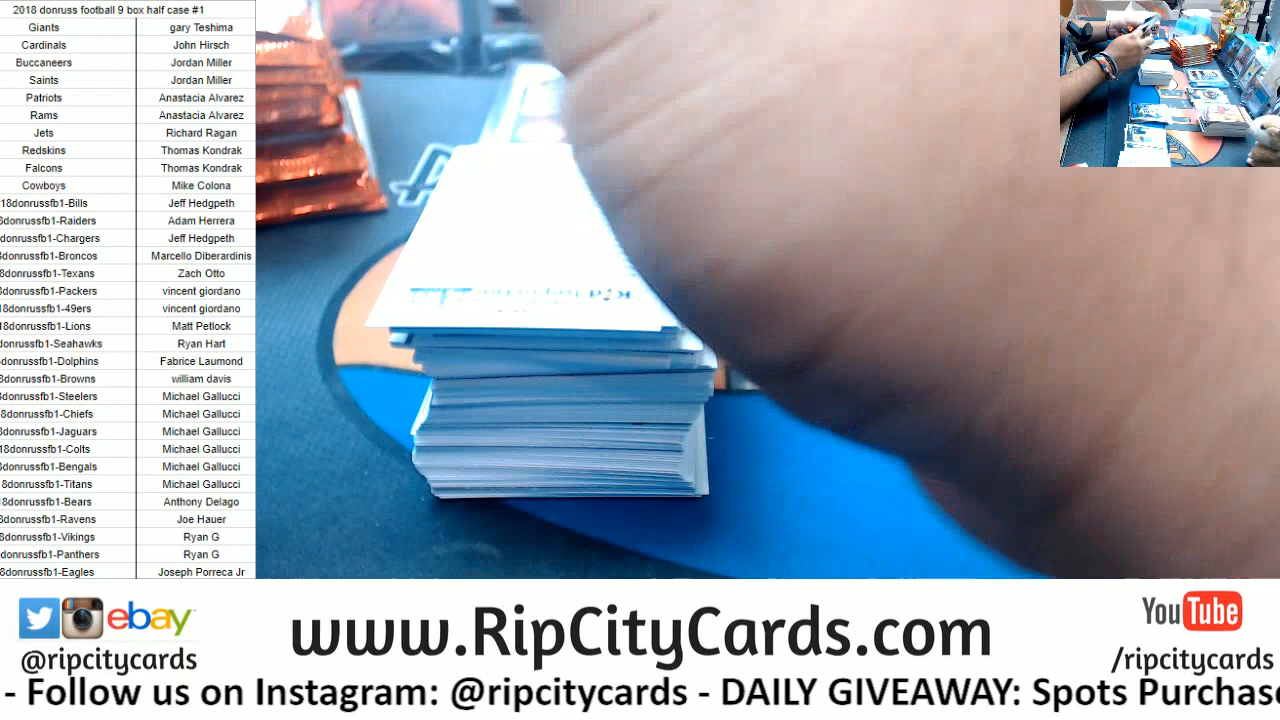 2018 donruss football 9 box half case #1
Giants gary Teshima
Cardinals John Hirsch
Buccaneers Jordan Miller
Saints Jordan Miller
Patriots Anastacia Alvarez
Rams Anastacia Alvarez
Jets Richard Ragan
Redskins Thomas Kondrak
Falcons Thomas Kondrak
Cowboys Mike Colona
18donrussfb1-Bills Jeff Hedgpeth
8donrussfb1-Raiders Adam Herrera
donrussfb1-Chargers Jeff Hedgpeth
8donrussfb1-Broncos Marcello Diberardinis
8donrussfb1-Texans Zach Otto
8donrussfb1-Packers vincent giordano
18donrussfb1-49ers vincent giordano
18donrussfb1-Lions Matt Petlock
donrussfb1-Seahawks Ryan Hart
8donrussfb1-Dolphins Fabrice Laumond
8donrussfb1-Browns william davis
8donrussfb1-Steelers Michael Gallucci
8donrussfb1-Chiefs Michael Gallucci
8donrussfb1-Jaguars Michael Gallucci
18donrussfb1-Colts Michael Gallucci
8donrussfb1-Bengals Michael Gallucci
8donrussfb1-Titans Michael Gallucci
18donrussfb1-Bears Anthony Delago
8donrussfb1-Ravens Joe Hauer
8donrussfb1-Vikings Ryan G
donrussfb1-Panthers Ryan G
8donrussfb1-Eagles Joseph Porreca Jr
ebay
@ripcitycards
www.RipCityCards.com
YouTube
/ripcitycards
- Follow us on Instagram: @ripcitycards - DAILY GIVEAWAY: Spots Purchase